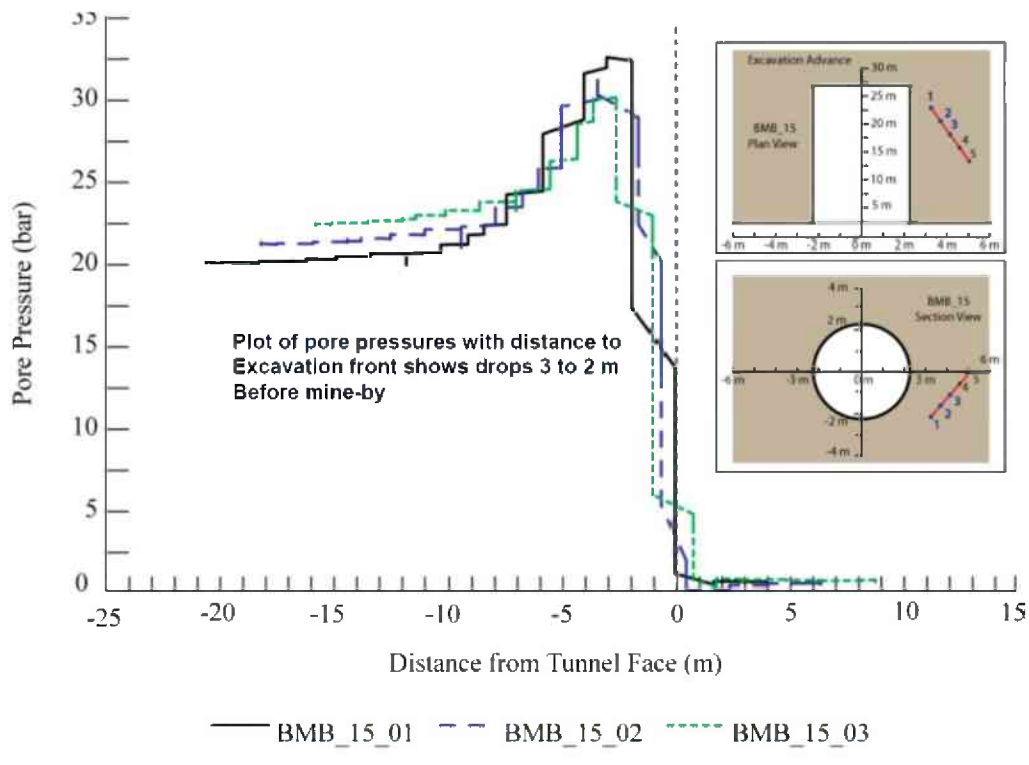 35
30
25
20
15
10
5
0
Pore Pressure (bar)
Plot of pore pressures with distance to
Excavation front shows drops 3 to 2 m
Before mine-by
-25 -20 -15 -10 -5 0 5 10 15
Distance from Tunnel Face (m)
BMB_15_01 BMB_15_02 BMB_15_03
Excavation Advance
30 m
25 m
20 m
15 m
10 m
5 m
BMB_15
Plan View
1
2
3
4
5
-6 m -4 m -2 m 0 m 2 m 4 m 6 m
4 m
2 m
BMB_15
Section View
6 m
-6 m -3 m 0 m 3 m
5
4
3
2
1
-2 m
-4 m